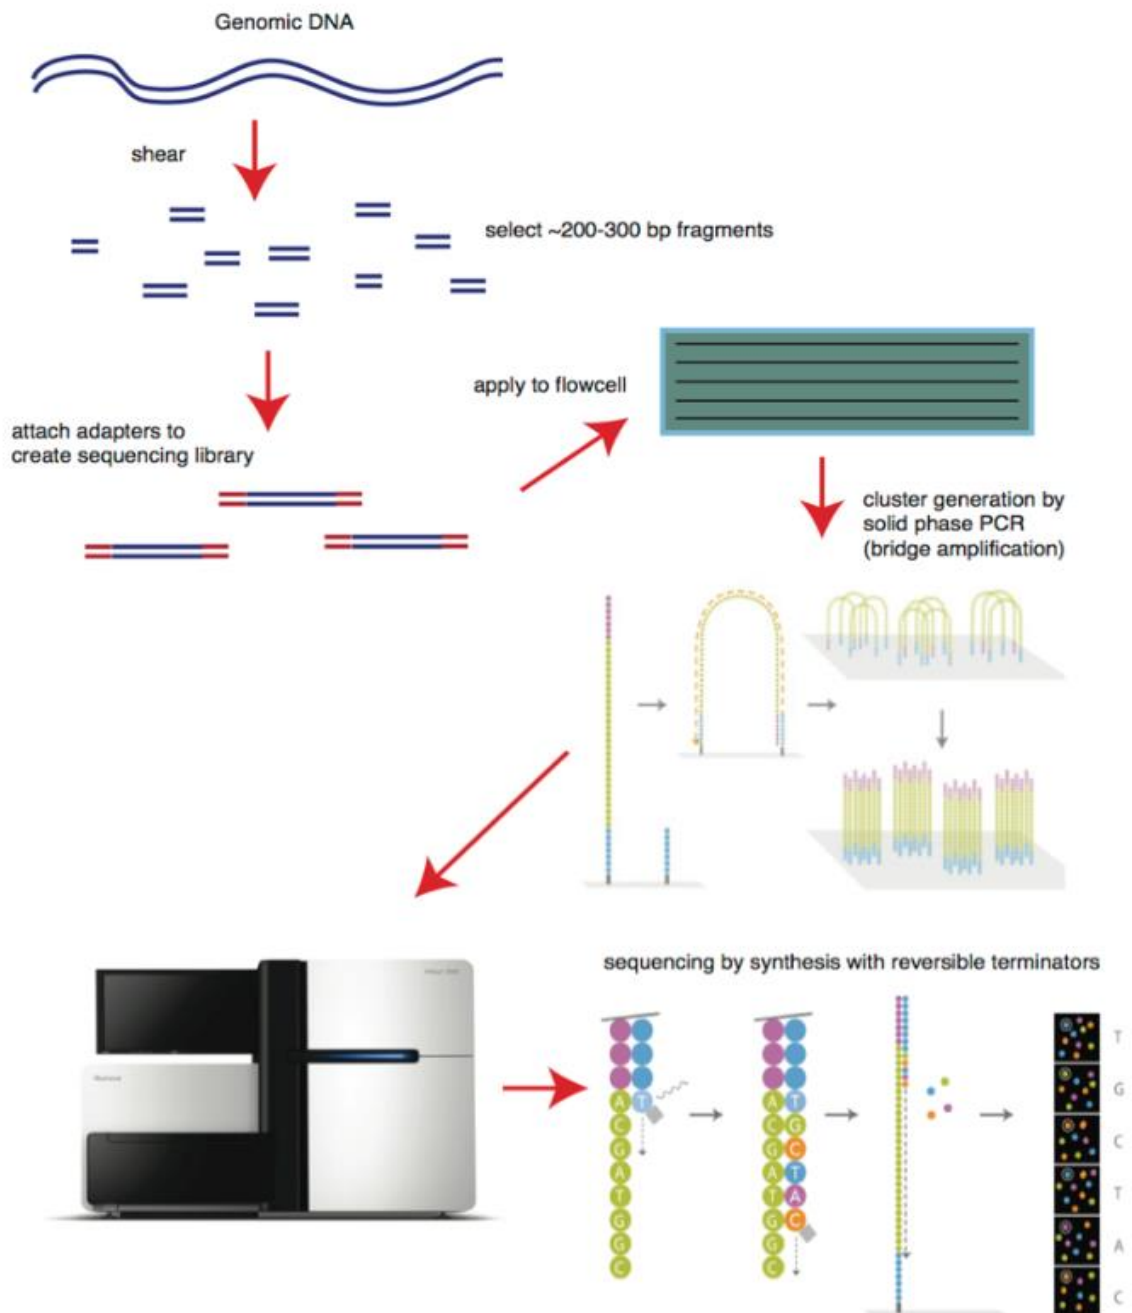 Genomic DNA
shear
select ~200-300 bp fragments
apply to flowcell
attach adapters to
create sequencing library
cluster generation by
solid phase PCR
(bridge amplification)
sequencing by synthesis with reversible terminators
A T
C
G
A
T
G
G
C
A T
C G
G C
A T
T A
G C
G
C
T
G
C
T
A
C